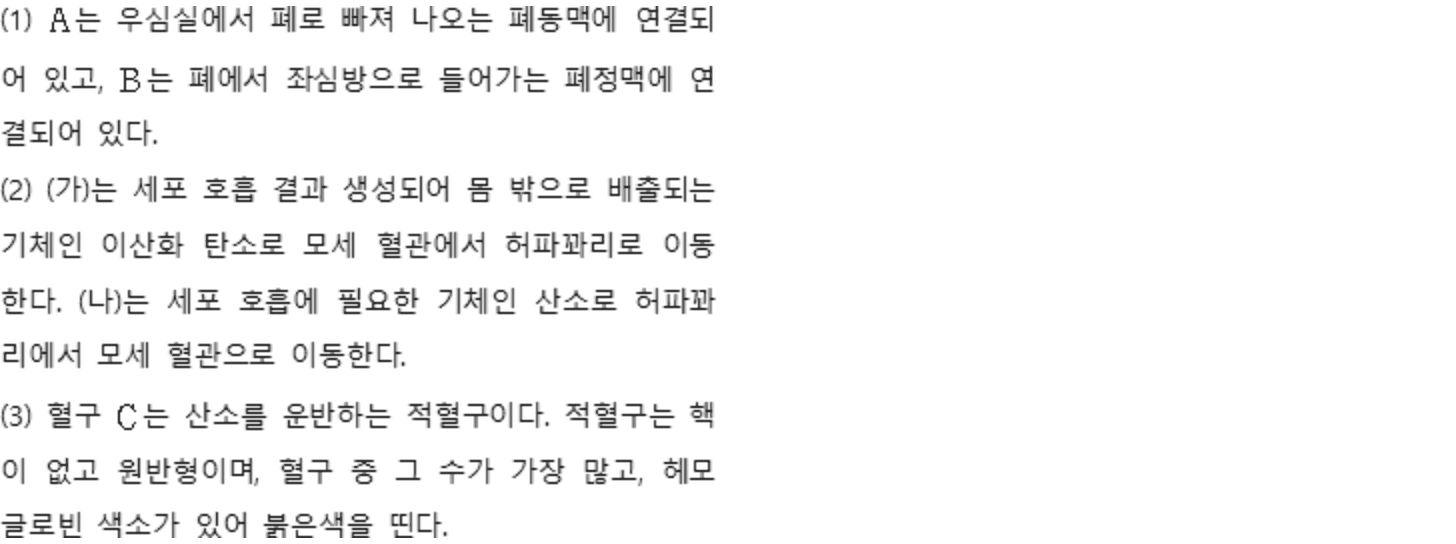 (1) A는 우심실에서 폐로 빠져 나오는 폐동맥에 연결되
어 있고, B는 폐에서 좌심방으로 들어가는 폐정맥에 연
결되어 있다.
(2) (가)는 세포 호흡 결과 생성되어 몸 밖으로 배출되는
기체인 이산화 탄소로 모세 혈관에서 허파꽈리로 이동
한다. (나)는 세포 호흡에 필요한 기체인 산소로 허파꽈
리에서 모세 혈관으로 이동한다.
(3) 혈구 C는 산소를 운반하는 적혈구이다. 적혈구는 핵
이 없고 원반형이며, 혈구 중 그 수가 가장 많고, 헤모
글로빈 색소가 있어 붉은색을 띤다.